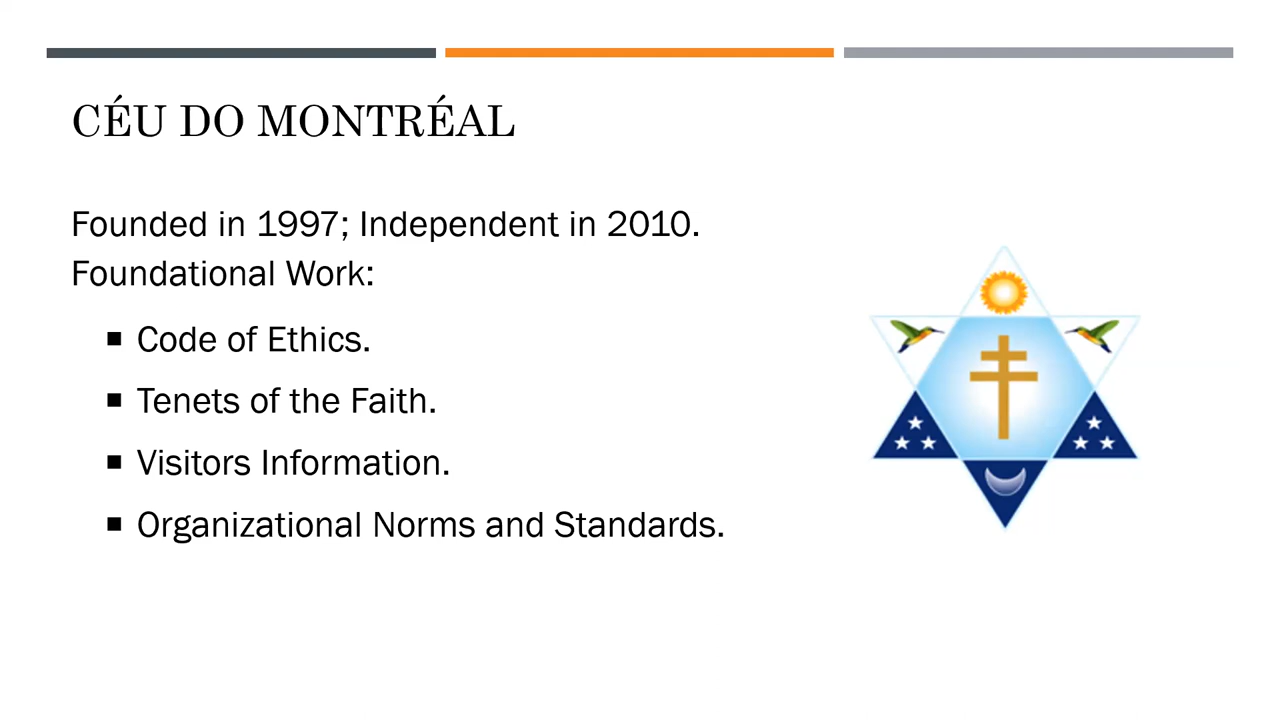 CÉU DO MONTRÉAL
Founded in 1997; Independent in 2010.
Foundational Work:
▪ Code of Ethics.
▪ Tenets of the Faith.
▪ Visitors Information.
▪ Organizational Norms and Standards.